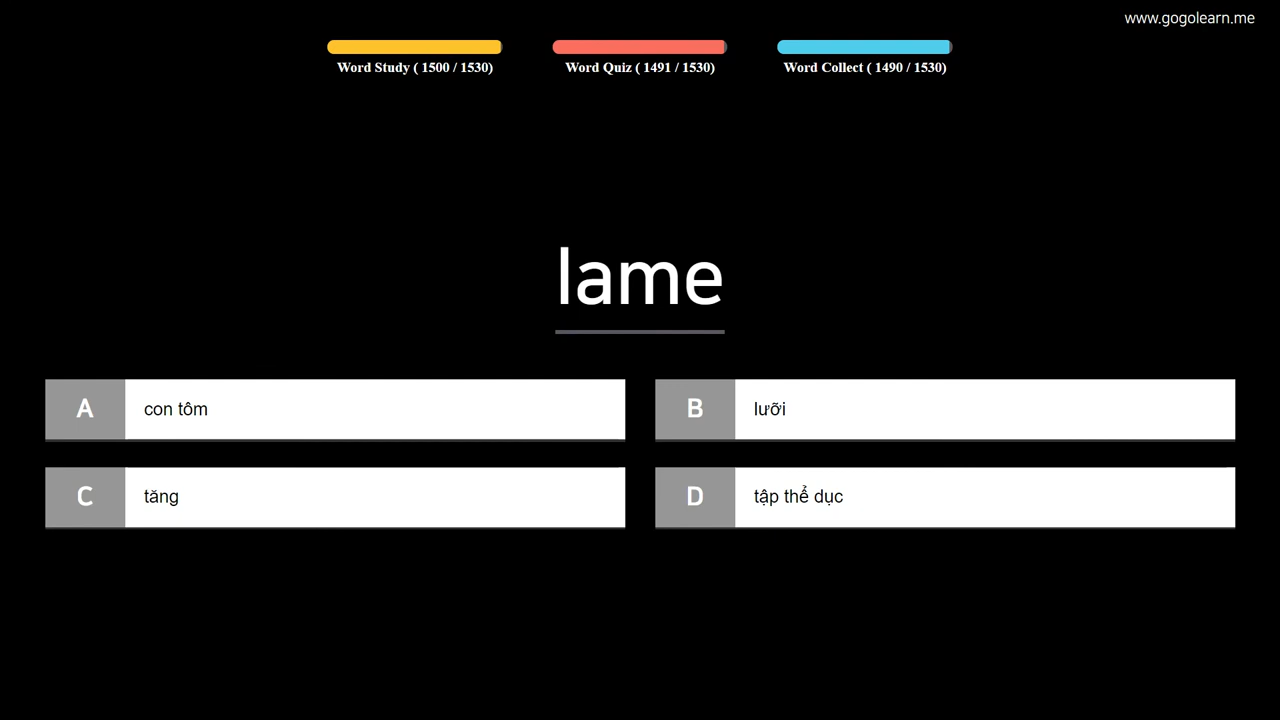 www.gogolearn.me
Word Study ( 1500 / 1530)
Word Quiz ( 1491 / 1530)
Word Collect ( 1490 / 1530)
lame
A con tôm
B lưỡi
C tăng
D tập thể dục